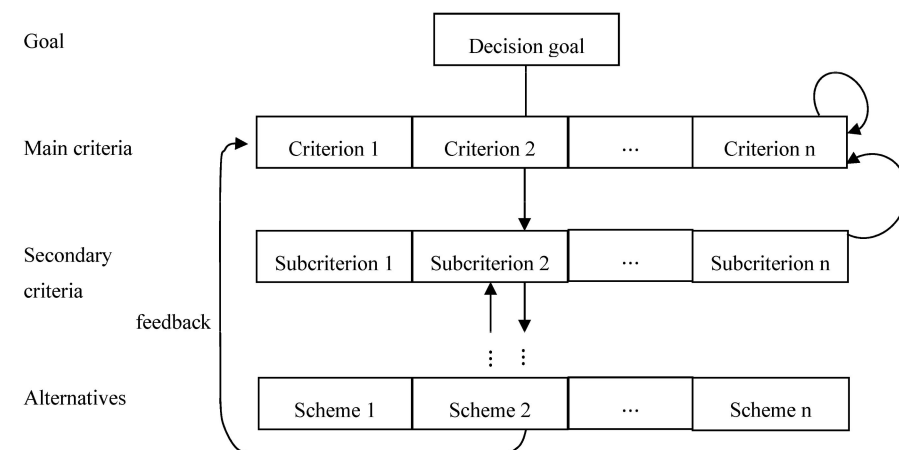 Goal
Decision goal
Main criteria
Criterion 1
Criterion 2
...
Criterion n
Secondary
criteria
Subcriterion 1
Subcriterion 2
...
Subcriterion n
feedback
⋮ ⋮
Alternatives
Scheme 1
Scheme 2
...
Scheme n